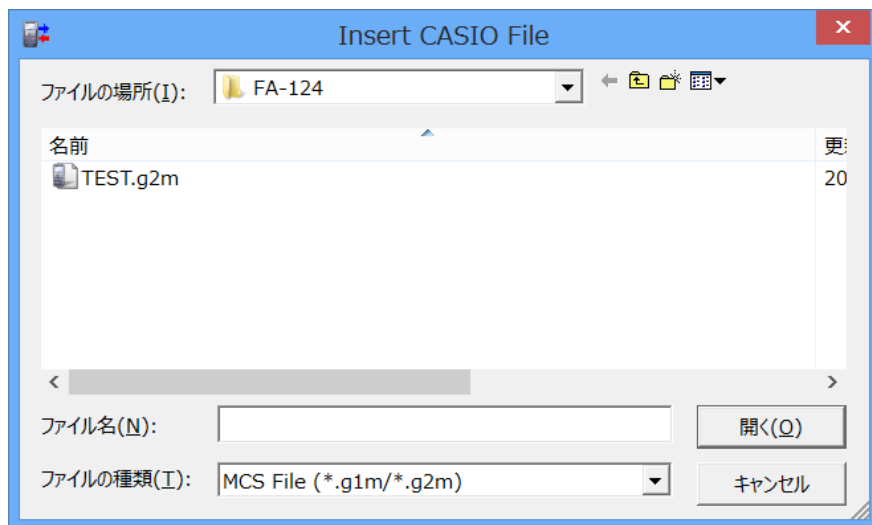 Insert CASIO File
ファイルの場所(I): FA-124
名前
TEST.g2m 20
ファイル名(N): 開く(O)
ファイルの種類(T): MCS File (*.g1m/*.g2m) キャンセル